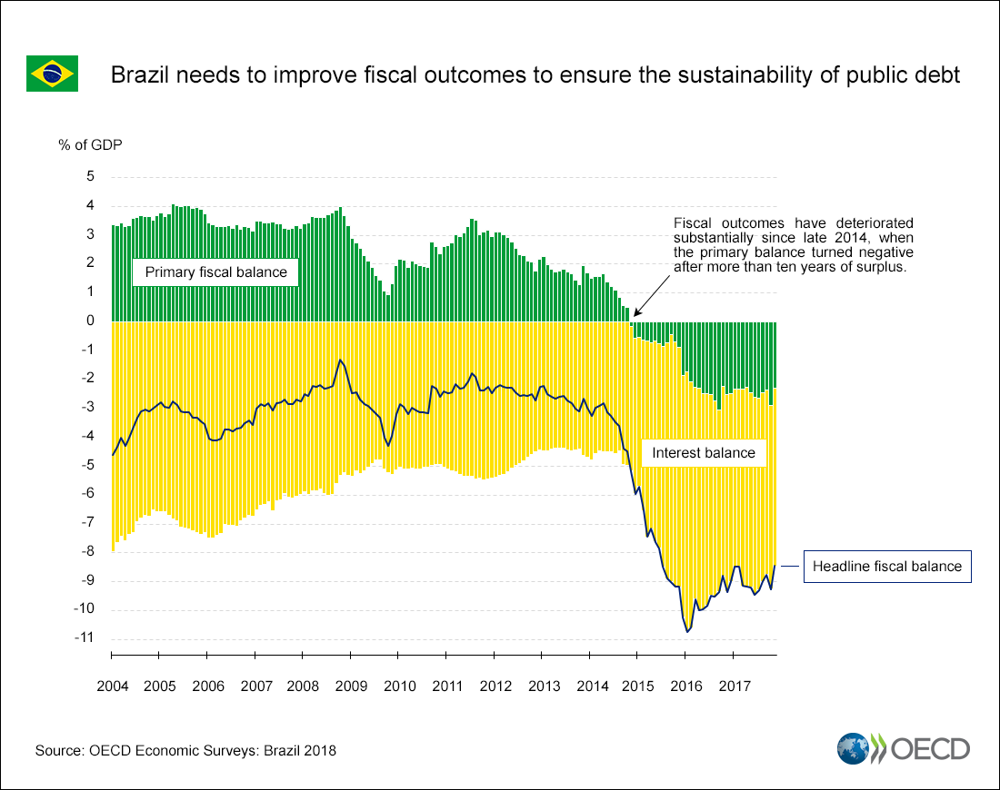 Brazil needs to improve fiscal outcomes to ensure the sustainability of public debt
% of GDP
5
4
3
2
1
0
-1
-2
-3
-4
-5
-6
-7
-8
-9
-10
-11
Primary fiscal balance
Fiscal outcomes have deteriorated
substantially since late 2014, when
the primary balance turned negative
after more than ten years of surplus.
Interest balance
Headline fiscal balance
2004 2005 2006 2007 2008 2009 2010 2011 2012 2013 2014 2015 2016 2017
Source: OECD Economic Surveys: Brazil 2018
OECD